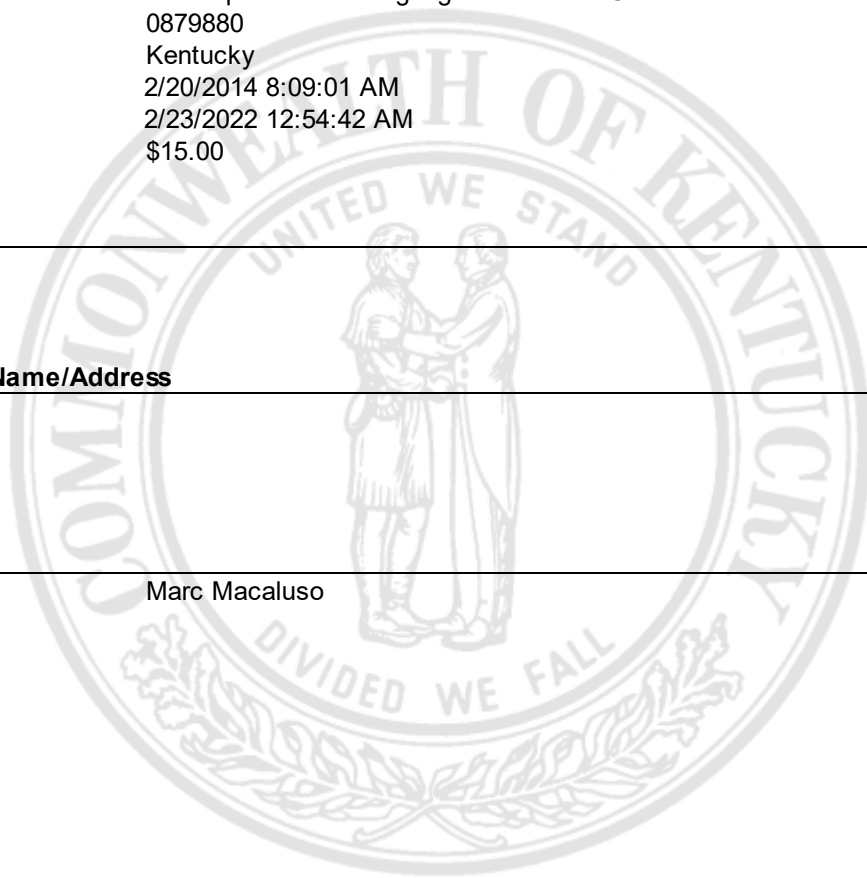 0879880
Kentucky
2/20/2014 8:09:01 AM
2/23/2022 12:54:42 AM
$15.00
COMMONWEALTH OF KENTUCKY
UNITED WE STAND
Name/Address
Marc Macaluso
DIVIDED WE FALL